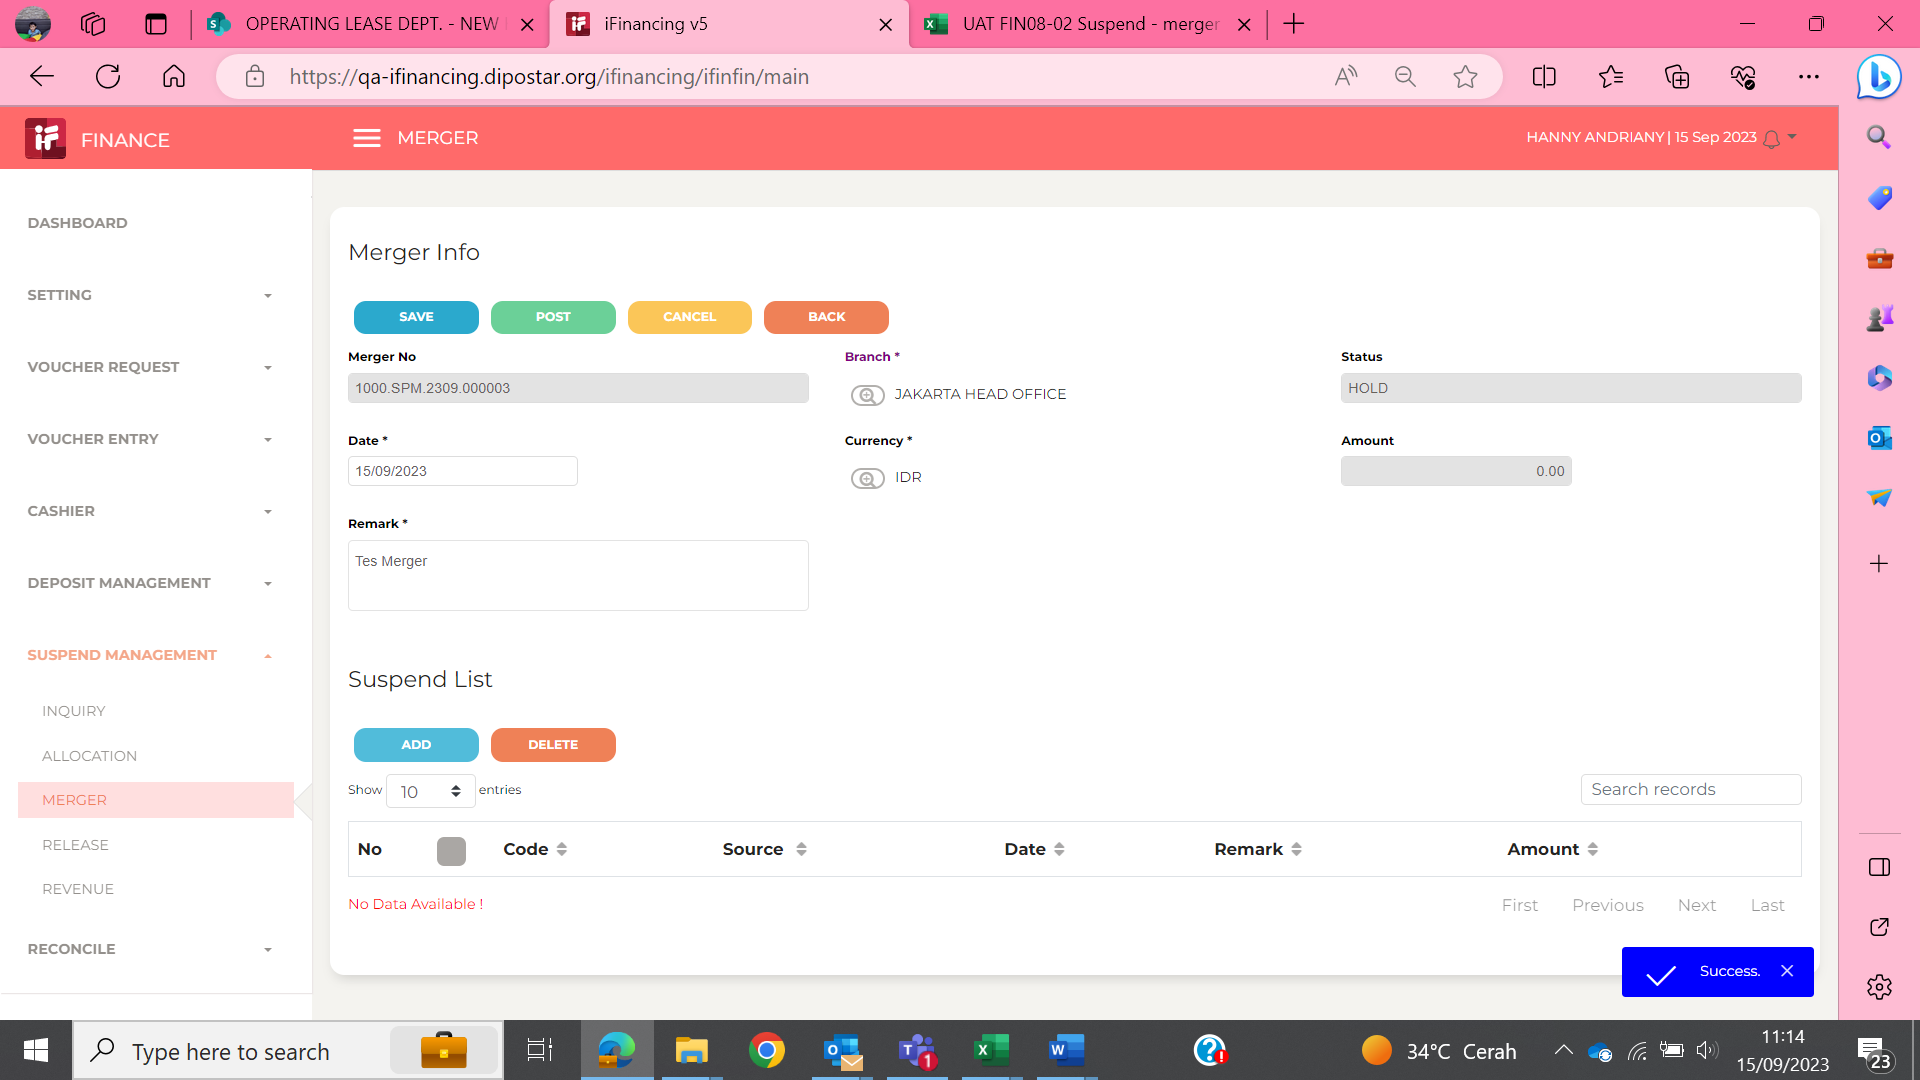 OPERATING LEASE DEPT. - NEW
iFinancing v5
UAT FIN08-02 Suspend - merger
https://qa-ifinancing.dipostar.org/ifinancing/ifinfin/main
iF FINANCE
MERGER
HANNY ANDRIANY | 15 Sep 2023
DASHBOARD
SETTING
VOUCHER REQUEST
VOUCHER ENTRY
CASHIER
DEPOSIT MANAGEMENT
SUSPEND MANAGEMENT
INQUIRY
ALLOCATION
MERGER
RELEASE
REVENUE
RECONCILE
Merger Info
SAVE POST CANCEL BACK
Merger No Branch * Status
1000.SPM.2309.000003 JAKARTA HEAD OFFICE HOLD
Date * Currency * Amount
15/09/2023 IDR 0.00
Remark *
Tes Merger
Suspend List
ADD DELETE
Show 10 entries Search records
No Code Source Date Remark Amount
No Data Available !
First Previous Next Last
Success.
Type here to search
1
34°C Cerah
11:14
15/09/2023
23